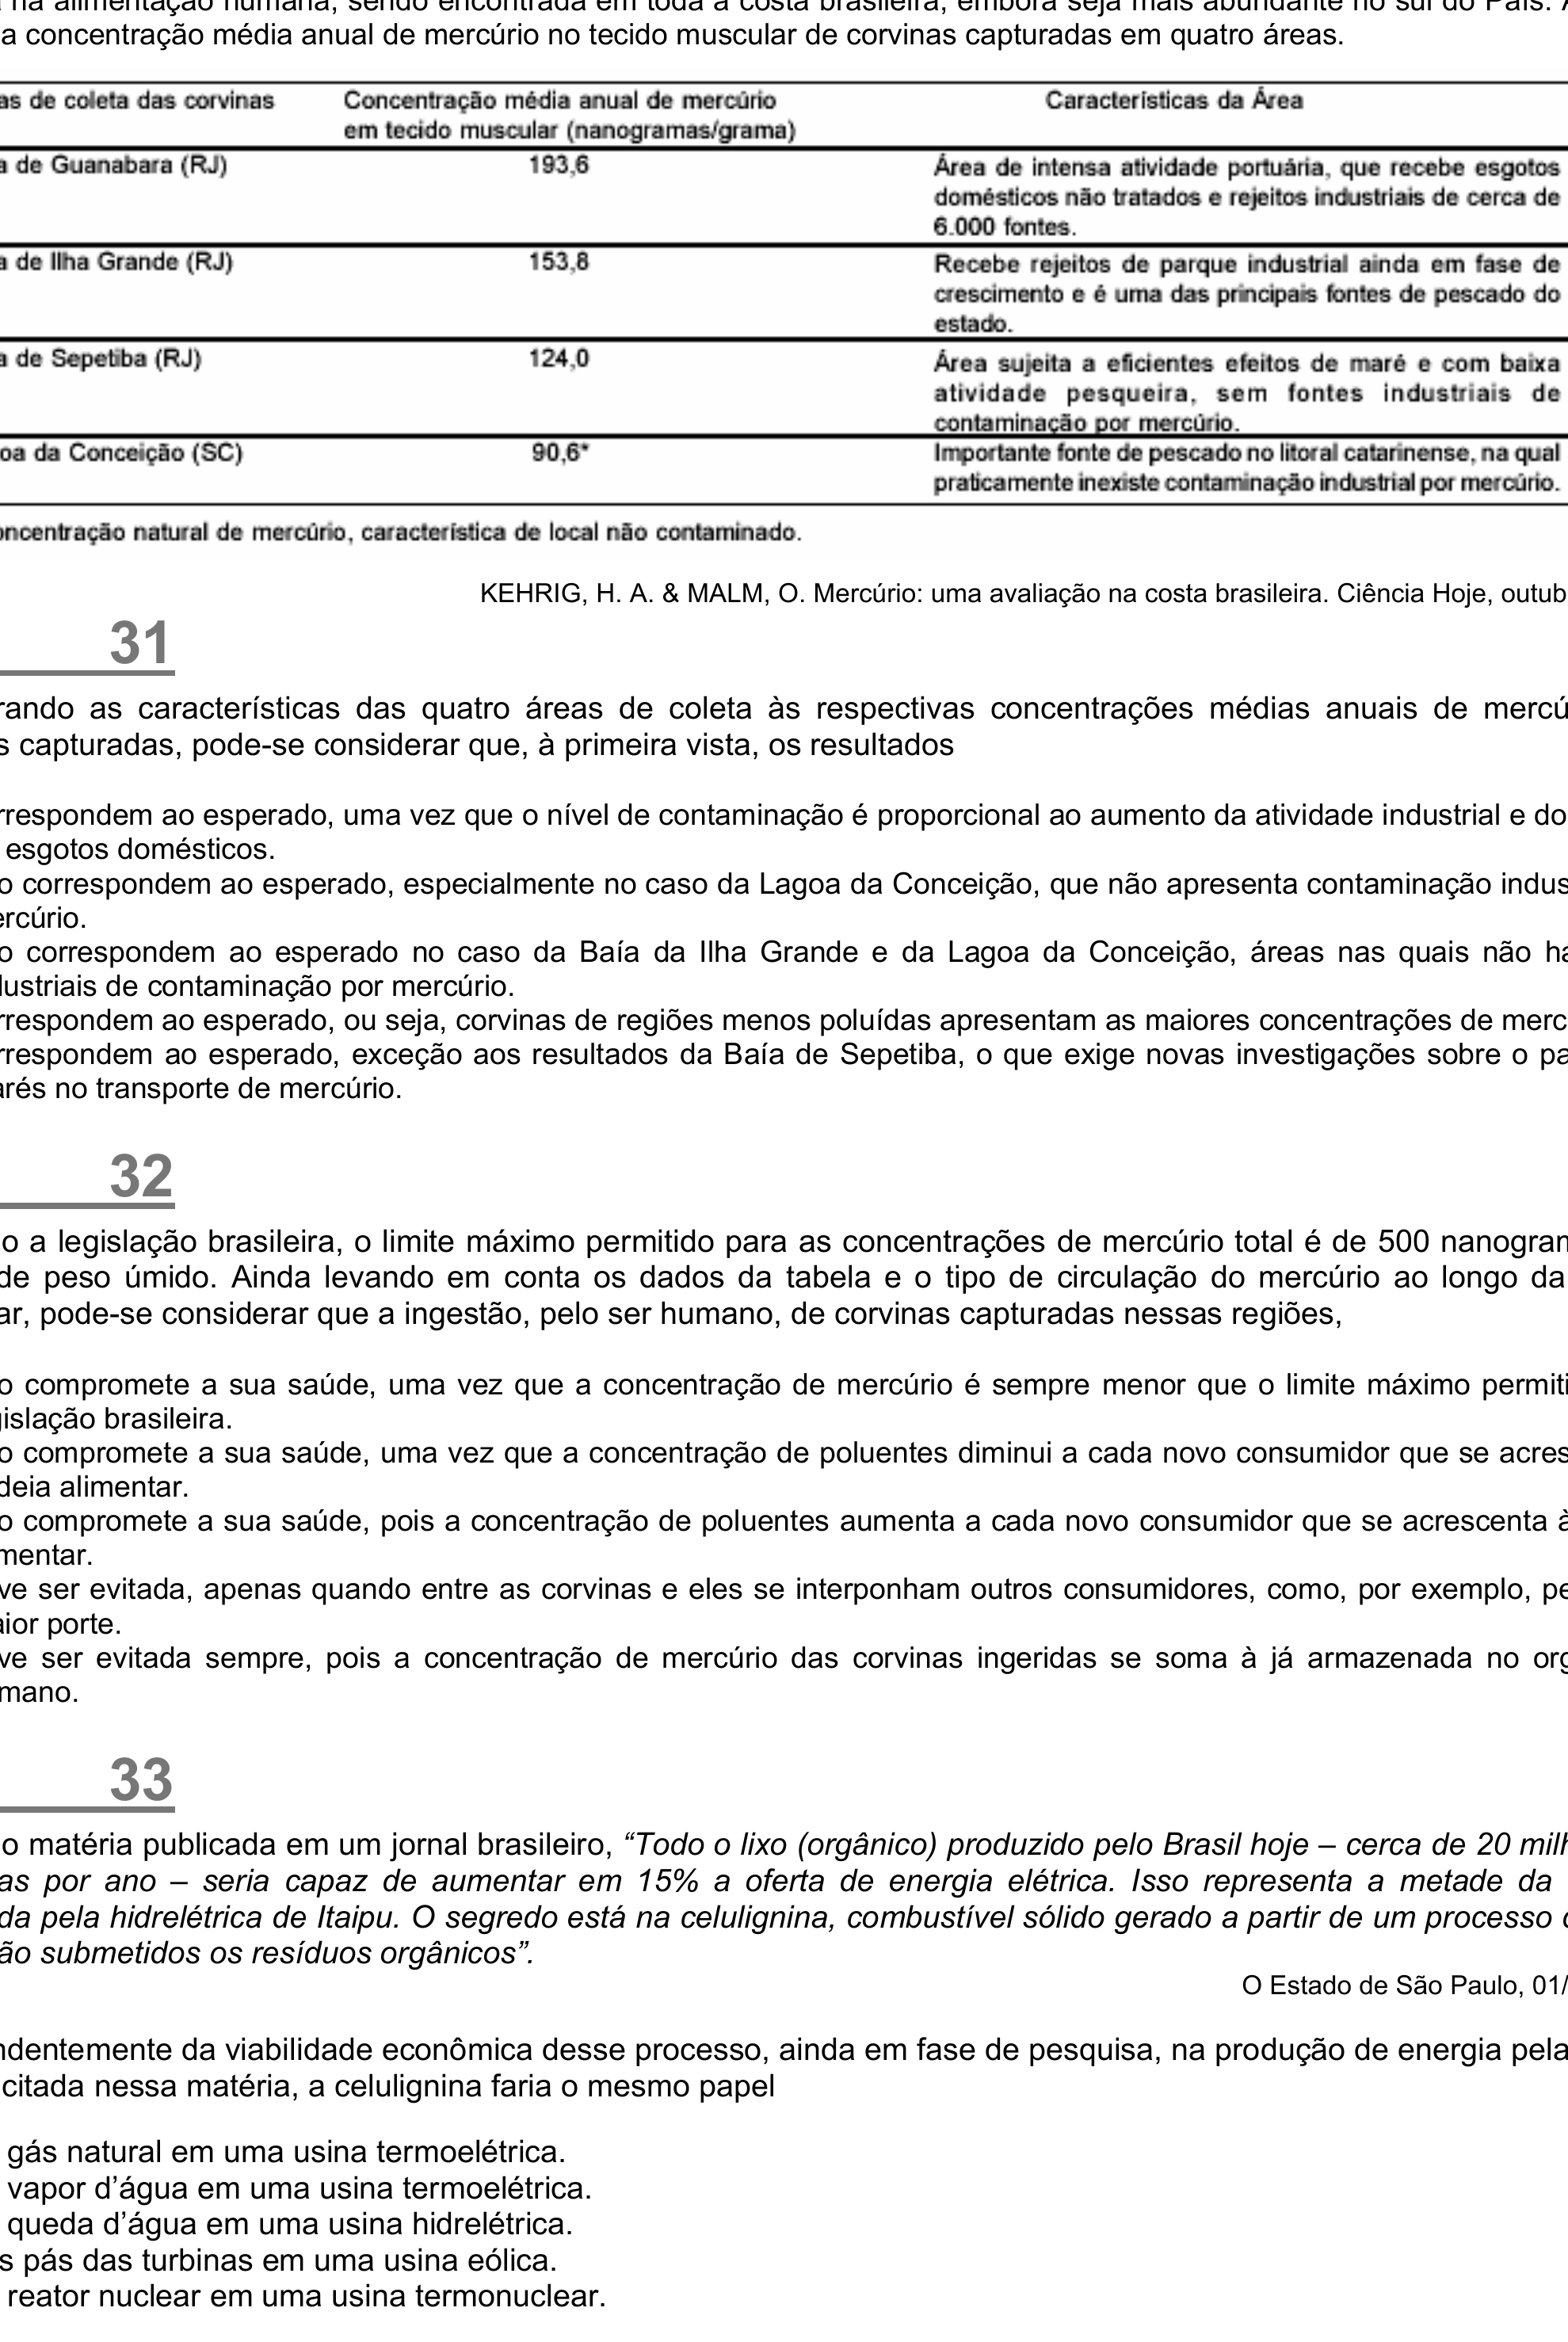 na alimentação humana, sendo encontrada em toda a costa brasileira, embora seja mais abundante no sul do País. A
a concentração média anual de mercúrio no tecido muscular de corvinas capturadas em quatro áreas.
as de coleta das corvinas Concentração média anual de mercúrio em tecido muscular (nanogramas/grama) Características da Área
a de Guanabara (RJ) 193,6 Área de intensa atividade portuária, que recebe esgotos
domésticos não tratados e rejeitos industriais de cerca de
6.000 fontes.
a de Ilha Grande (RJ) 153,8 Recebe rejeitos de parque industrial ainda em fase de
crescimento e é uma das principais fontes de pescado do
estado.
a de Sepetiba (RJ) 124,0 Área sujeita a eficientes efeitos de maré e com baixa
atividade pesqueira, sem fontes industriais de
contaminação por mercúrio.
oa da Conceição (SC) 90,6* Importante fonte de pescado no litoral catarinense, na qual
praticamente inexiste contaminação industrial por mercúrio.
oncentração natural de mercúrio, característica de local não contaminado.
KEHRIG, H. A. & MALM, O. Mercúrio: uma avaliação na costa brasileira. Ciência Hoje, outub
31
rando as características das quatro áreas de coleta às respectivas concentrações médias anuais de mercú
s capturadas, pode-se considerar que, à primeira vista, os resultados
rrespondem ao esperado, uma vez que o nível de contaminação é proporcional ao aumento da atividade industrial e do
esgotos domésticos.
o correspondem ao esperado, especialmente no caso da Lagoa da Conceição, que não apresenta contaminação indus
ercúrio.
o correspondem ao esperado no caso da Baía da Ilha Grande e da Lagoa da Conceição, áreas nas quais não ha
dustriais de contaminação por mercúrio.
rrespondem ao esperado, ou seja, corvinas de regiões menos poluídas apresentam as maiores concentrações de merc
rrespondem ao esperado, exceção aos resultados da Baía de Sepetiba, o que exige novas investigações sobre o pa
arés no transporte de mercúrio.
32
o a legislação brasileira, o limite máximo permitido para as concentrações de mercúrio total é de 500 nanogram
de peso úmido. Ainda levando em conta os dados da tabela e o tipo de circulação do mercúrio ao longo da
ar, pode-se considerar que a ingestão, pelo ser humano, de corvinas capturadas nessas regiões,
o compromete a sua saúde, uma vez que a concentração de mercúrio é sempre menor que o limite máximo permiti
gislação brasileira.
o compromete a sua saúde, uma vez que a concentração de poluentes diminui a cada novo consumidor que se acres
deia alimentar.
o compromete a sua saúde, pois a concentração de poluentes aumenta a cada novo consumidor que se acrescenta à
mentar.
ve ser evitada, apenas quando entre as corvinas e eles se interponham outros consumidores, como, por exemplo, pe
aior porte.
ve ser evitada sempre, pois a concentração de mercúrio das corvinas ingeridas se soma à já armazenada no org
mano.
33
o matéria publicada em um jornal brasileiro, “Todo o lixo (orgânico) produzido pelo Brasil hoje – cerca de 20 milh
as por ano – seria capaz de aumentar em 15% a oferta de energia elétrica. Isso representa a metade da
da pela hidrelétrica de Itaipu. O segredo está na celulignina, combustível sólido gerado a partir de um processo
ão submetidos os resíduos orgânicos”.
O Estado de São Paulo, 01/
ndentemente da viabilidade econômica desse processo, ainda em fase de pesquisa, na produção de energia pela
citada nessa matéria, a celulignina faria o mesmo papel
gás natural em uma usina termoelétrica.
vapor d’água em uma usina termoelétrica.
queda d’água em uma usina hidrelétrica.
s pás das turbinas em uma usina eólica.
reator nuclear em uma usina termonuclear.